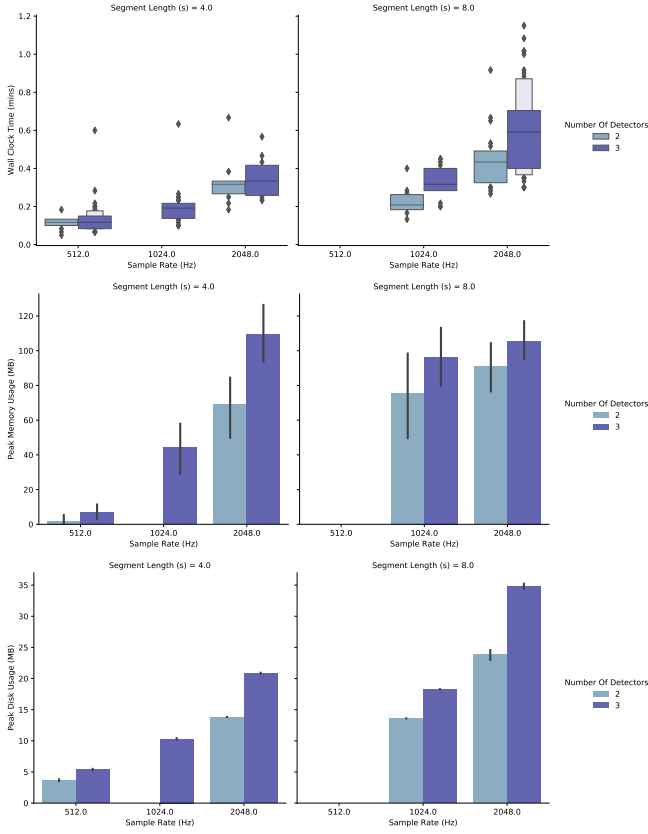 Segment Length (s) = 4.0
Segment Length (s) = 8.0
1.2
1.0
0.8
0.6
0.4
0.2
0.0
Wall Clock Time (mins)
512.0 1024.0 2048.0
Sample Rate (Hz)
512.0 1024.0 2048.0
Sample Rate (Hz)
Number Of Detectors
2
3
Segment Length (s) = 4.0
Segment Length (s) = 8.0
120
100
80
60
40
20
0
Peak Memory Usage (MB)
512.0 1024.0 2048.0
Sample Rate (Hz)
512.0 1024.0 2048.0
Sample Rate (Hz)
Number Of Detectors
2
3
Segment Length (s) = 4.0
Segment Length (s) = 8.0
35
30
25
20
15
10
5
0
Peak Disk Usage (MB)
512.0 1024.0 2048.0
Sample Rate (Hz)
512.0 1024.0 2048.0
Sample Rate (Hz)
Number Of Detectors
2
3